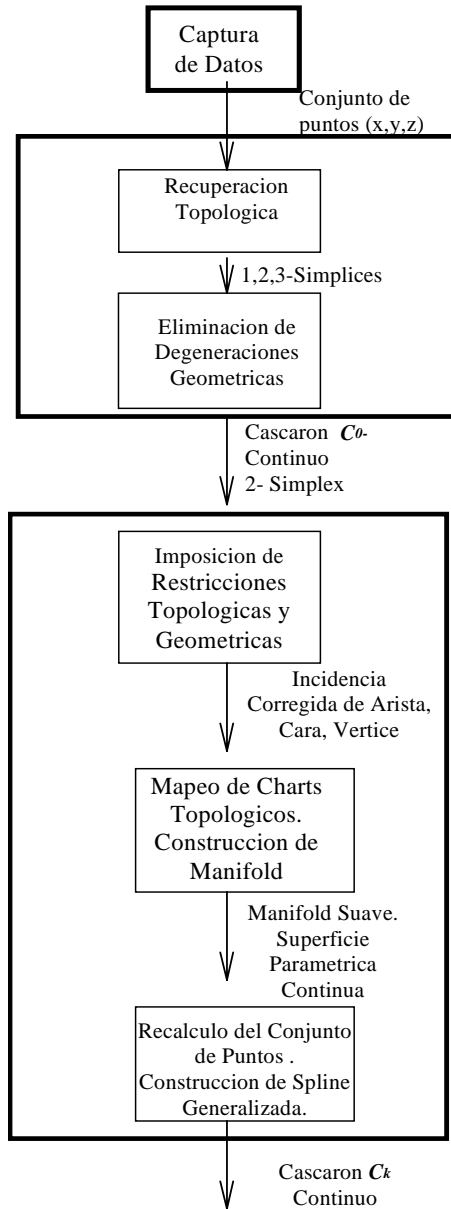 Captura
de Datos
Conjunto de
puntos (x,y,z)
Recuperacion
Topologica
1,2,3-Simplices
Eliminacion de
Degeneraciones
Geometricas
Cascaron C0-
Continuo
2- Simplex
Imposicion de
Restricciones
Topologicas y
Geometricas
Incidencia
Corregida de Arista,
Cara, Vertice
Mapeo de Charts
Topologicos.
Construccion de
Manifold
Manifold Suave.
Superficie
Parametrica
Continua
Recalculo del Conjunto
de Puntos .
Construccion de Spline
Generalizada.
Cascaron Ck
Continuo